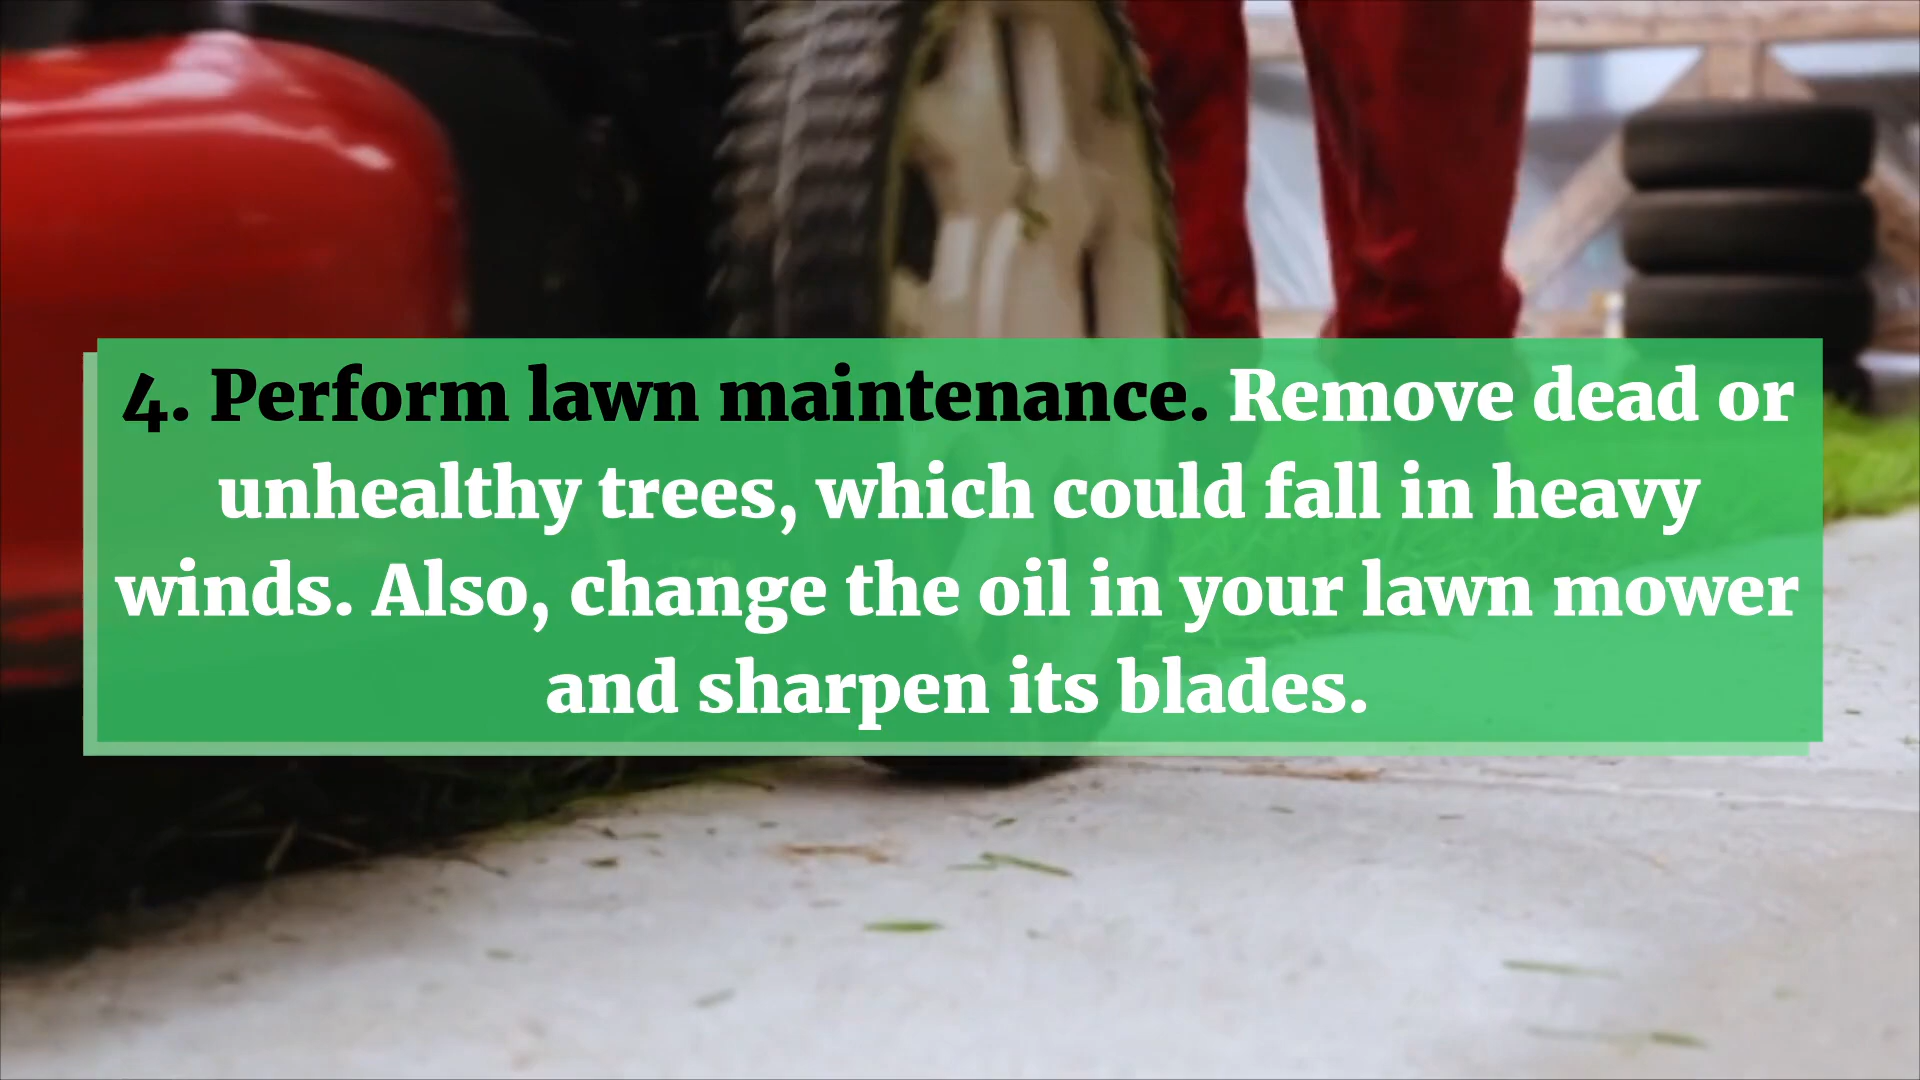 4. Perform lawn maintenance. Remove dead or
unhealthy trees, which could fall in heavy
winds. Also, change the oil in your lawn mower
and sharpen its blades.